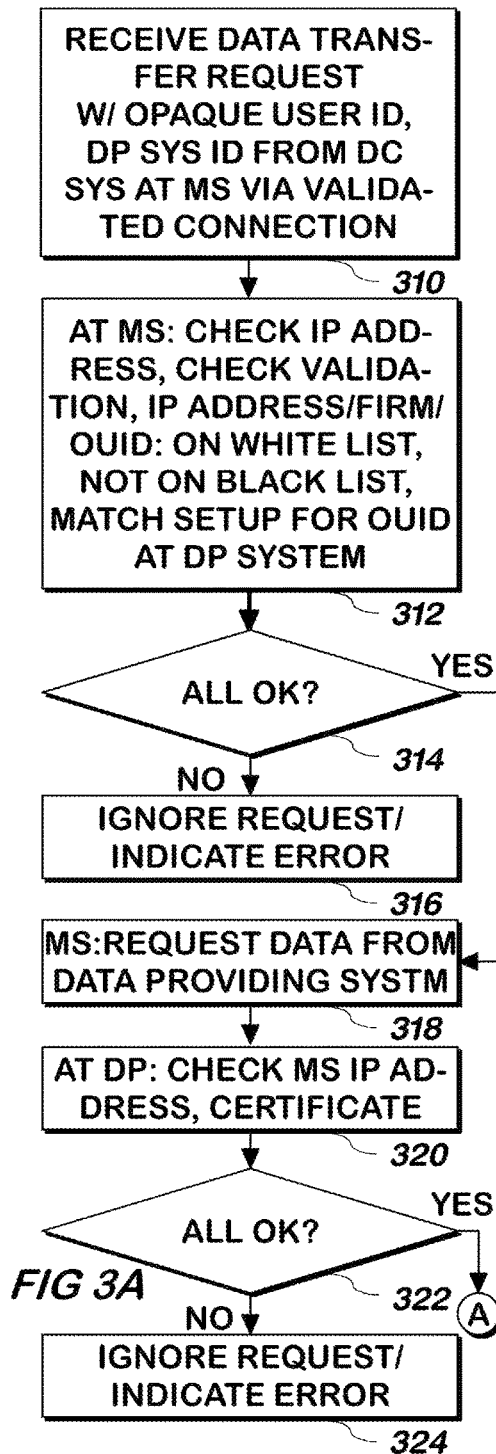 RECEIVE DATA TRANS-
FER REQUEST
W/ OPAQUE USER ID,
DP SYS ID FROM DC
SYS AT MS VIA VALIDA-
TED CONNECTION
310
AT MS: CHECK IP AD-
DRESS, CHECK VALIDA-
TION, IP ADDRESS/FIRM/
OUID: ON WHITE LIST,
NOT ON BLACK LIST,
MATCH SETUP FOR OUID
AT DP SYSTEM
312
YES
ALL OK?
314
NO
IGNORE REQUEST/
INDICATE ERROR
316
MS:REQUEST DATA FROM
DATA PROVIDING SYSTM
318
AT DP: CHECK MS IP AD-
DRESS, CERTIFICATE
320
YES
ALL OK?
FIG 3A
322
A
NO
IGNORE REQUEST/
INDICATE ERROR
324